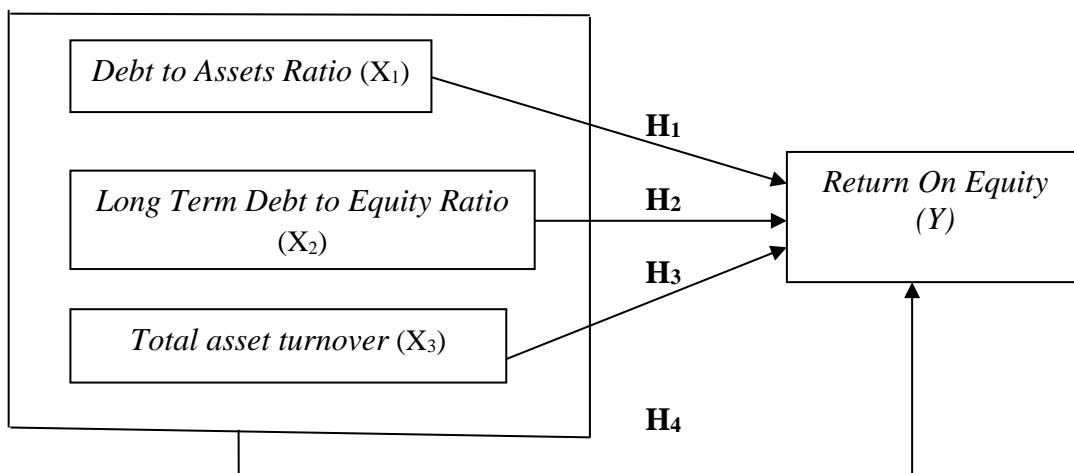 Debt to Assets Ratio (X₁)
H₁
Return On Equity
(Y)
Long Term Debt to Equity Ratio
(X₂)
H₂
H₃
Total asset turnover (X₃)
H₄